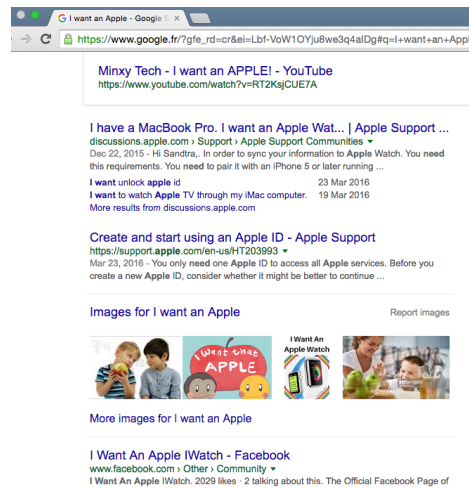 I want an Apple - Google S
https://www.google.fr/?gfe_rd=cr&ei=Lbf-VoW1OYju8we3q4aIDg#q=I+want+an+Appl
Minxy Tech - I want an APPLE! - YouTube
https://www.youtube.com/watch?v=RT2KsjCUE7A
I have a MacBook Pro. I want an Apple Wat... | Apple Support ...
discussions.apple.com › Support › Apple Support Communities
Dec 22, 2015 - Hi Sandtra,. In order to sync your information to Apple Watch. You need
this requirements. You need to pair it with an iPhone 5 or later running ...
I want unlock apple id 23 Mar 2016
I want to watch Apple TV through my iMac computer. 19 Mar 2016
More results from discussions.apple.com
Create and start using an Apple ID - Apple Support
https://support.apple.com/en-us/HT203993
Mar 23, 2016 - You only need one Apple ID to access all Apple services. Before you
create a new Apple ID, consider whether it might be better to continue ...
Images for I want an Apple Report images
I Want that
APPLE
I Want An
Apple Watch
More images for I want an Apple
I Want An Apple IWatch - Facebook
www.facebook.com › Other › Community
I Want An Apple IWatch. 2029 likes · 2 talking about this. The Official Facebook Page of